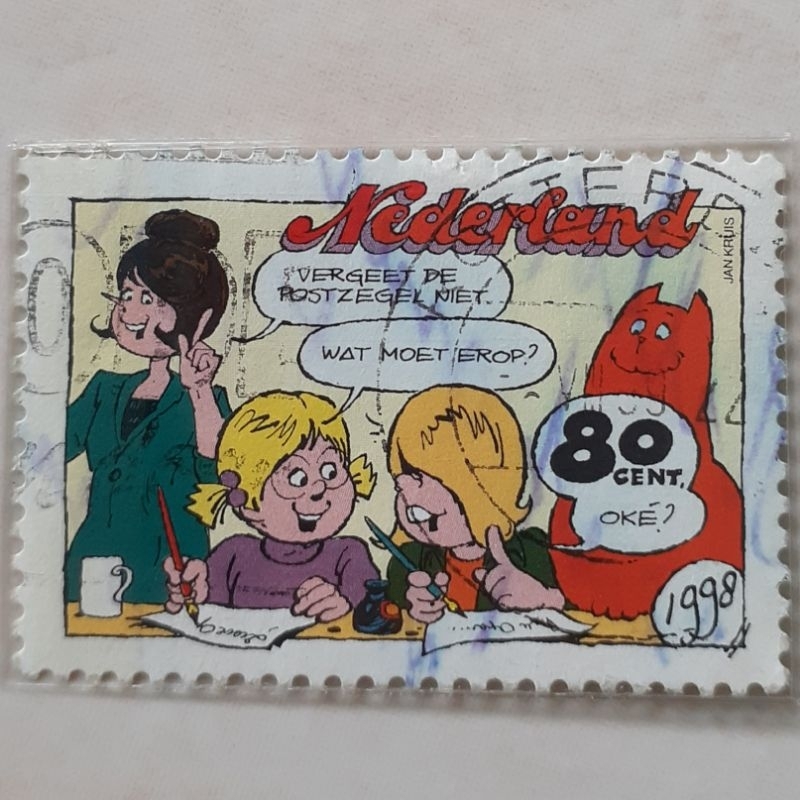 Nederland
JAN KRUIS
VERGEET DE
POSTZEGEL NIET..
WAT MOET EROP?
80
CENT,
OKÉ?
1998